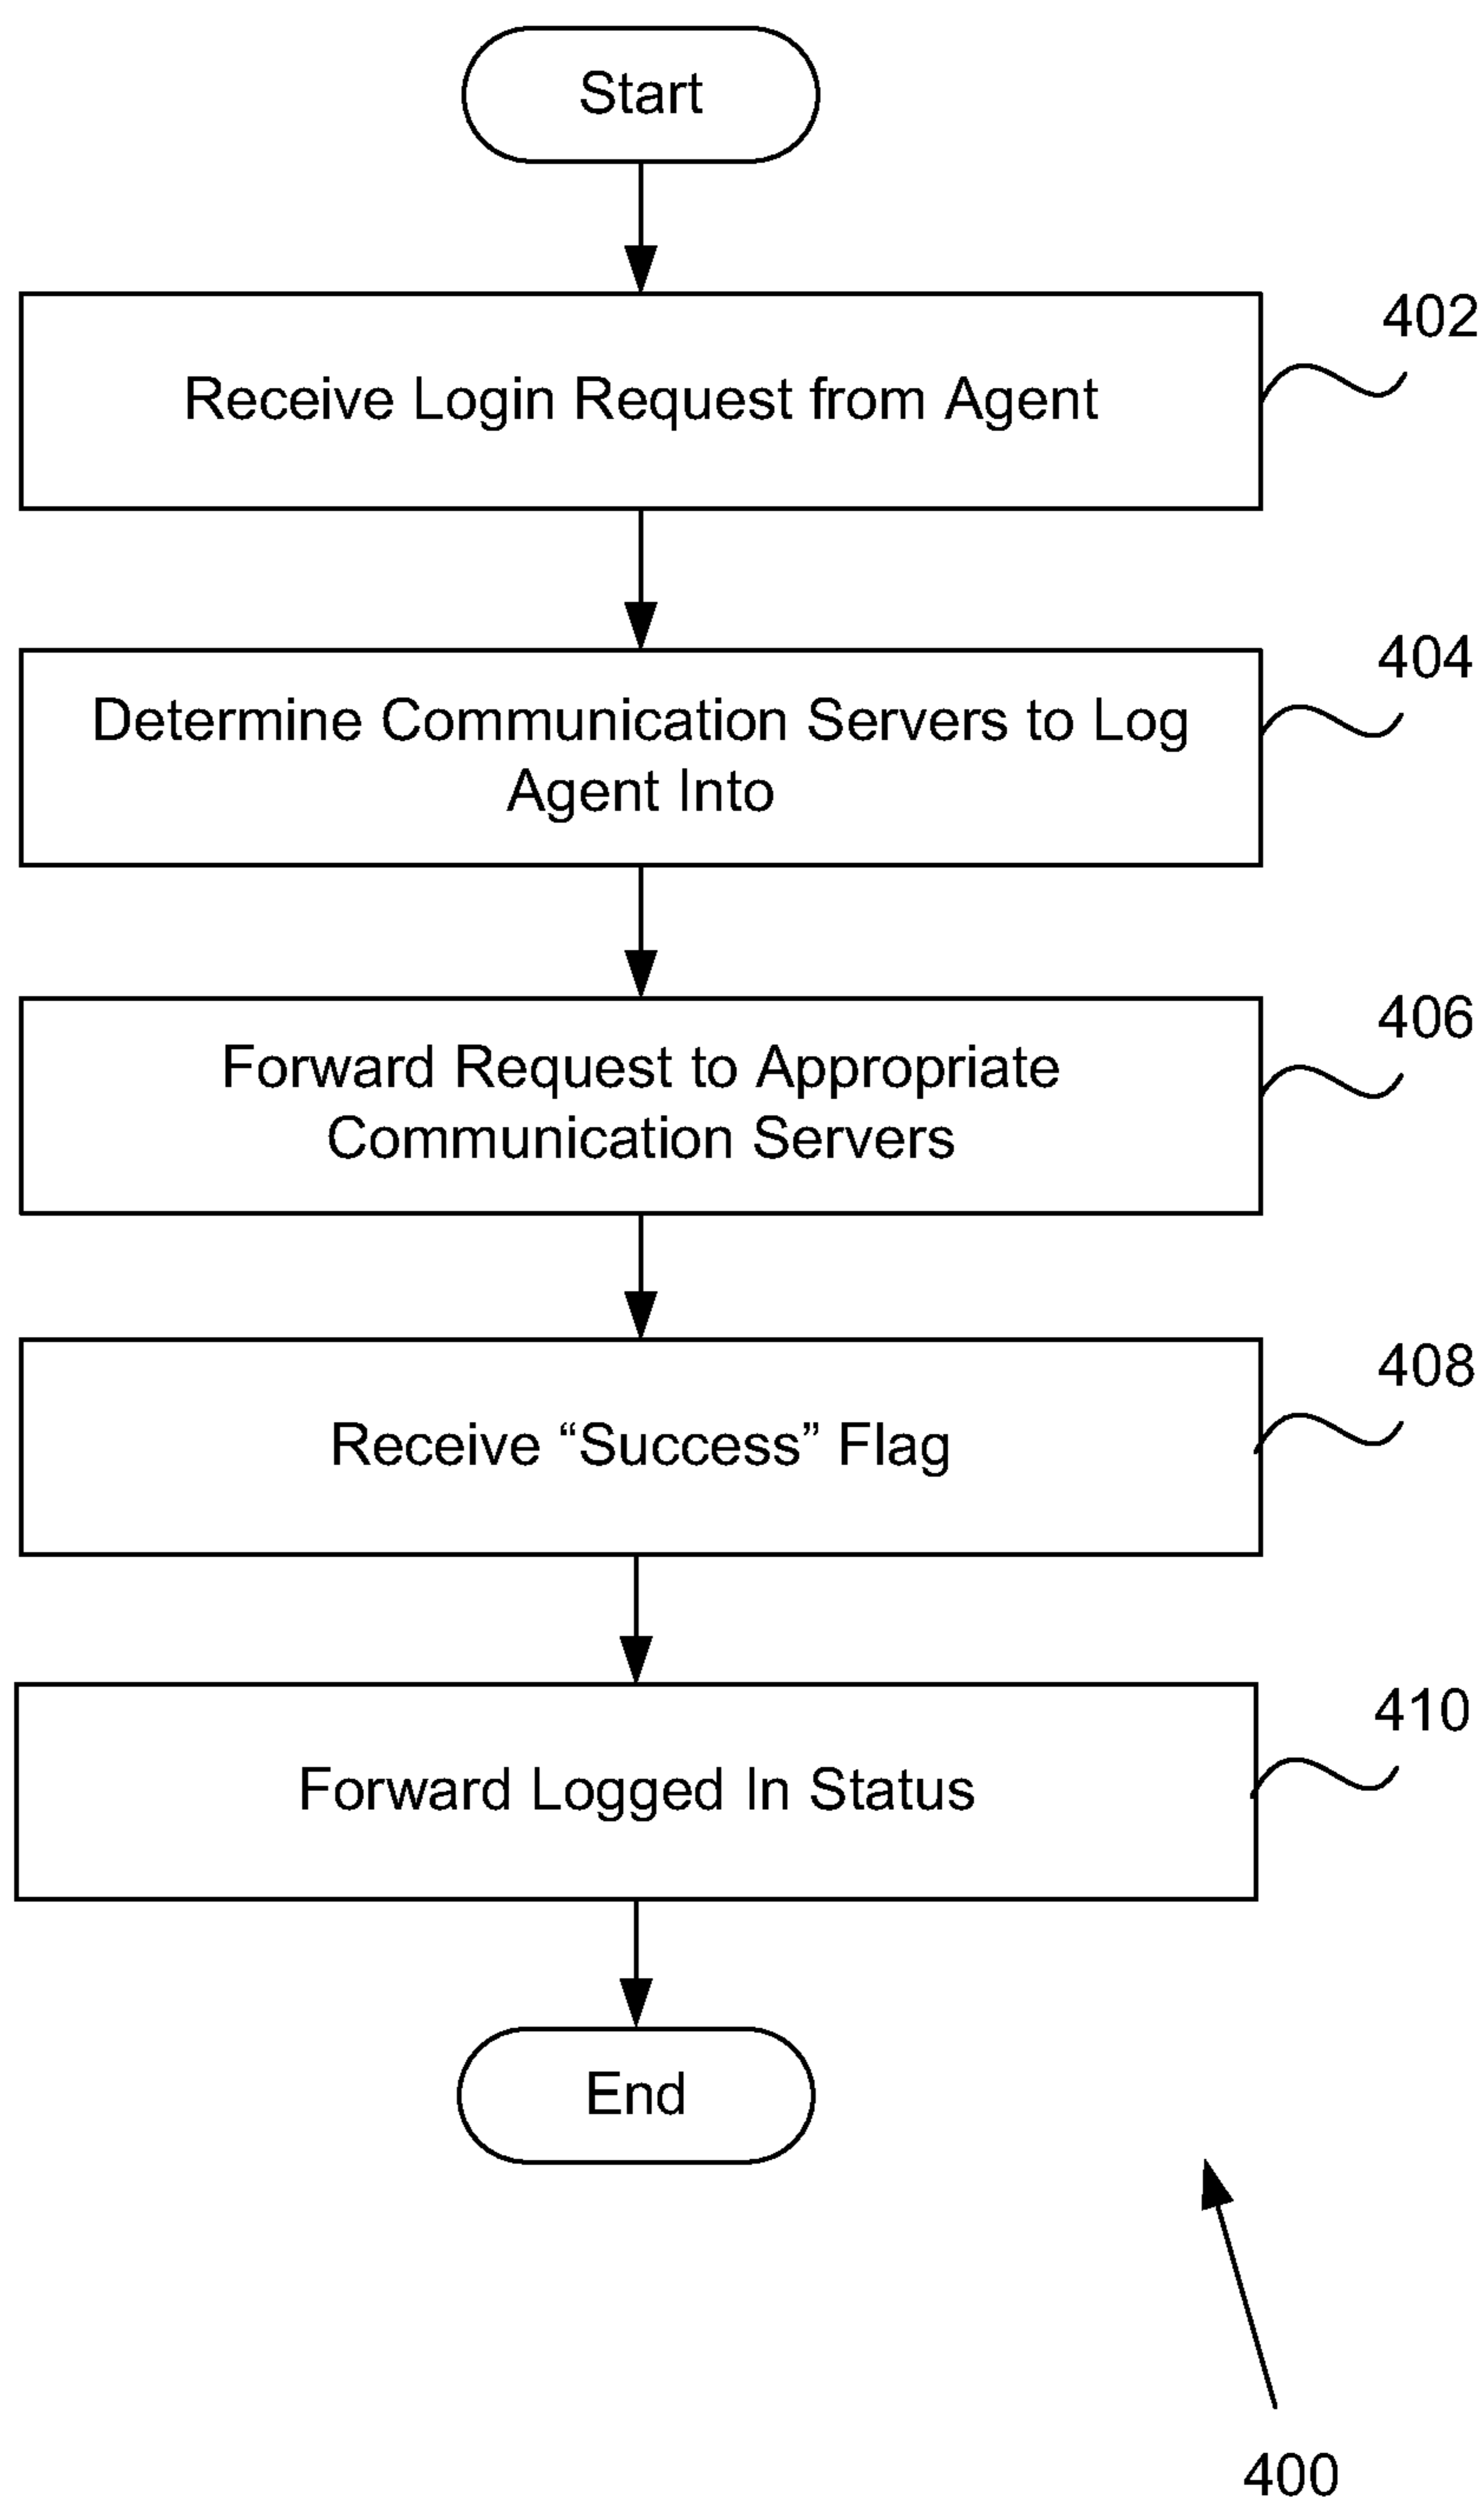 Start
402
Receive Login Request from Agent
404
Determine Communication Servers to Log
Agent Into
406
Forward Request to Appropriate
Communication Servers
408
Receive “Success” Flag
410
Forward Logged In Status
End
400